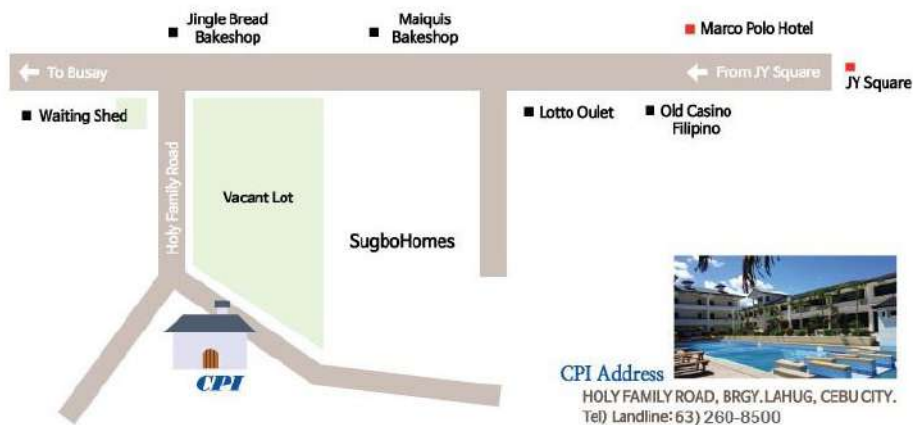 Jingle Bread
Bakeshop
Maiquis
Bakeshop
Marco Polo Hotel
To Busay
From JY Square
JY Square
Waiting Shed
Lotto Oulet
Old Casino
Filipino
Holy Family Road
Vacant Lot
SugboHomes
CPI
CPI Address
HOLY FAMILY ROAD, BRGY. LAHUG, CEBU CITY.
Tel) Landline: 63) 260-8500